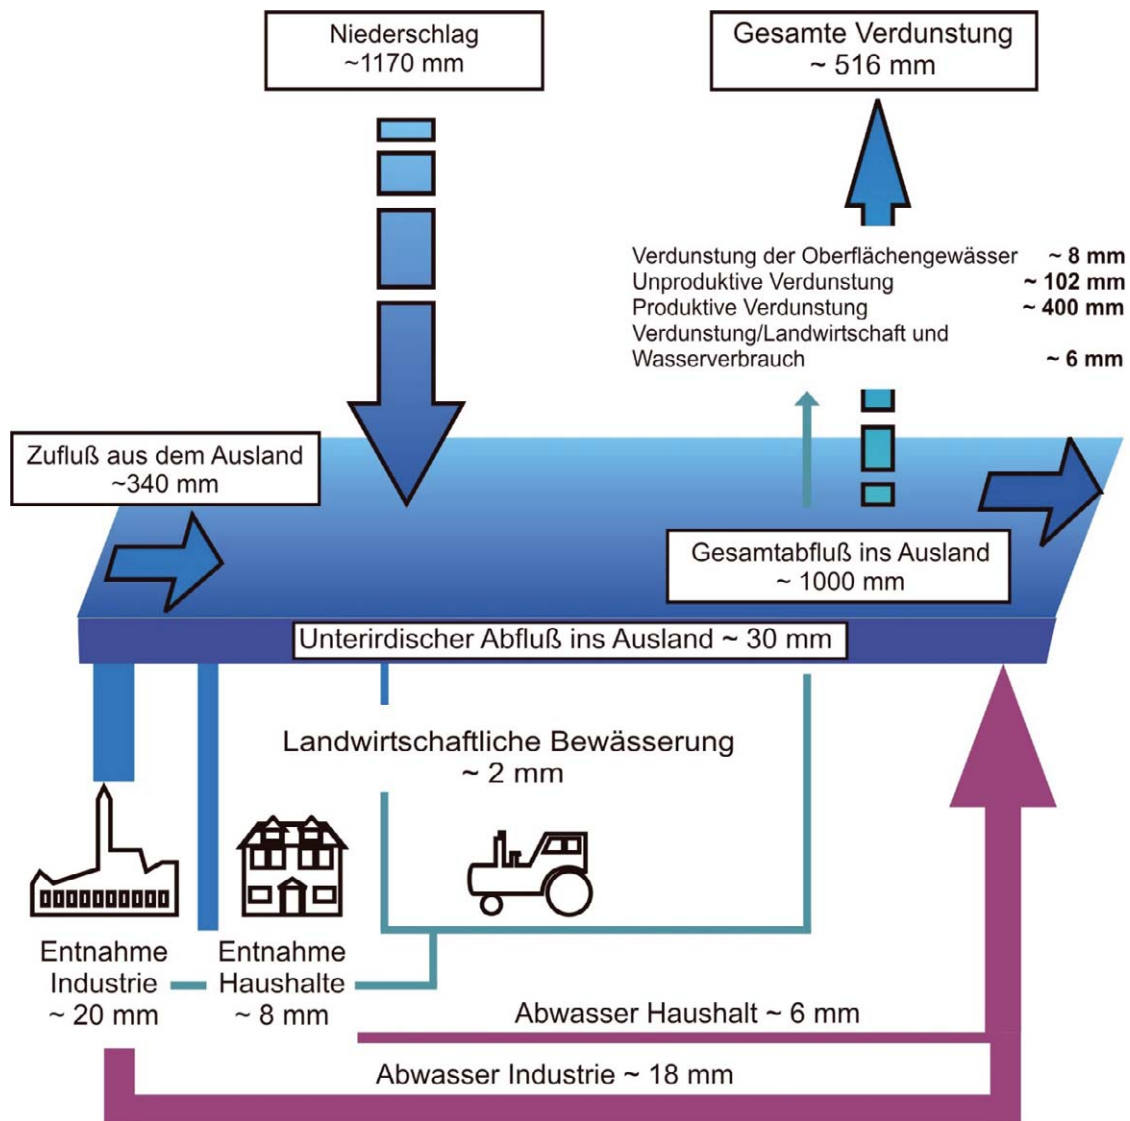 Niederschlag
~1170 mm
Gesamte Verdunstung
~ 516 mm
Verdunstung der Oberflächengewässer ~ 8 mm
Unproduktive Verdunstung ~ 102 mm
Produktive Verdunstung ~ 400 mm
Verdunstung/Landwirtschaft und
Wasserverbrauch ~ 6 mm
Zufluß aus dem Ausland
~340 mm
Gesamtabfluß ins Ausland
~ 1000 mm
Unterirdischer Abfluß ins Ausland ~ 30 mm
Landwirtschaftliche Bewässerung
~ 2 mm
Entnahme
Industrie
~ 20 mm
Entnahme
Haushalte
~ 8 mm
Abwasser Haushalt ~ 6 mm
Abwasser Industrie ~ 18 mm